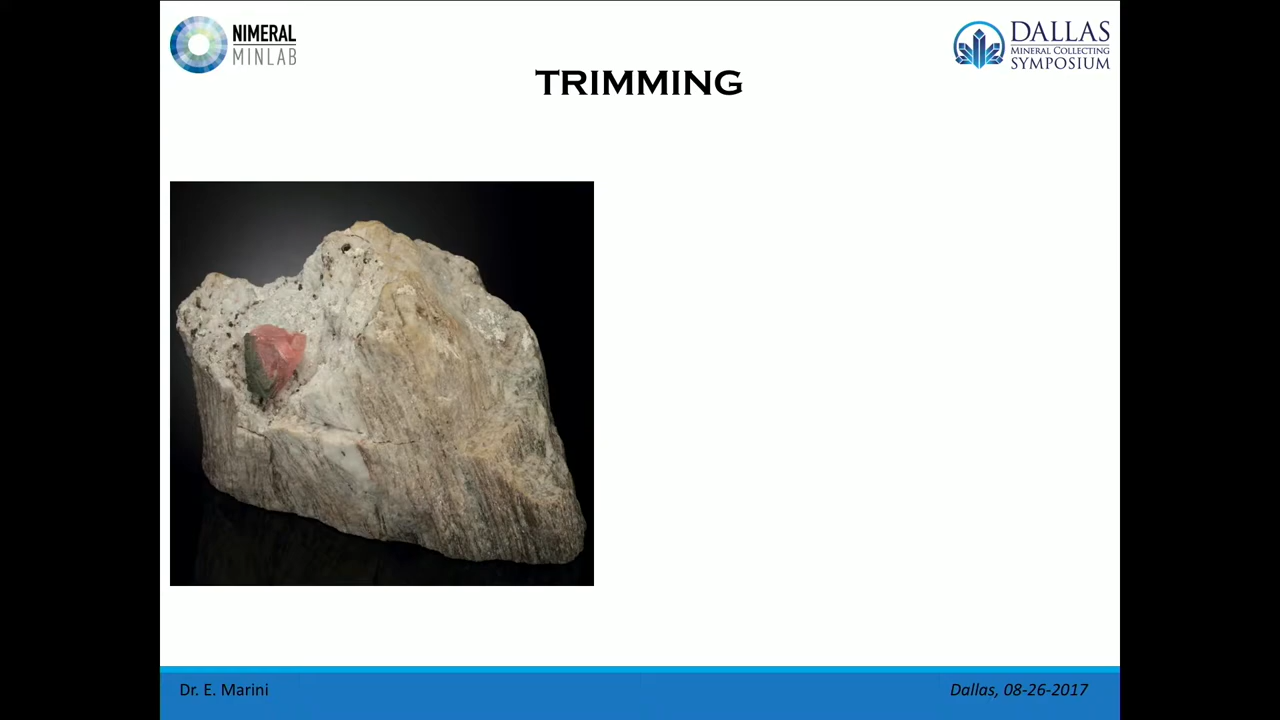 NIMERAL
MINLAB
DALLAS
MINERAL COLLECTING
SYMPOSIUM
TRIMMING
Dr. E. Marini
Dallas, 08-26-2017